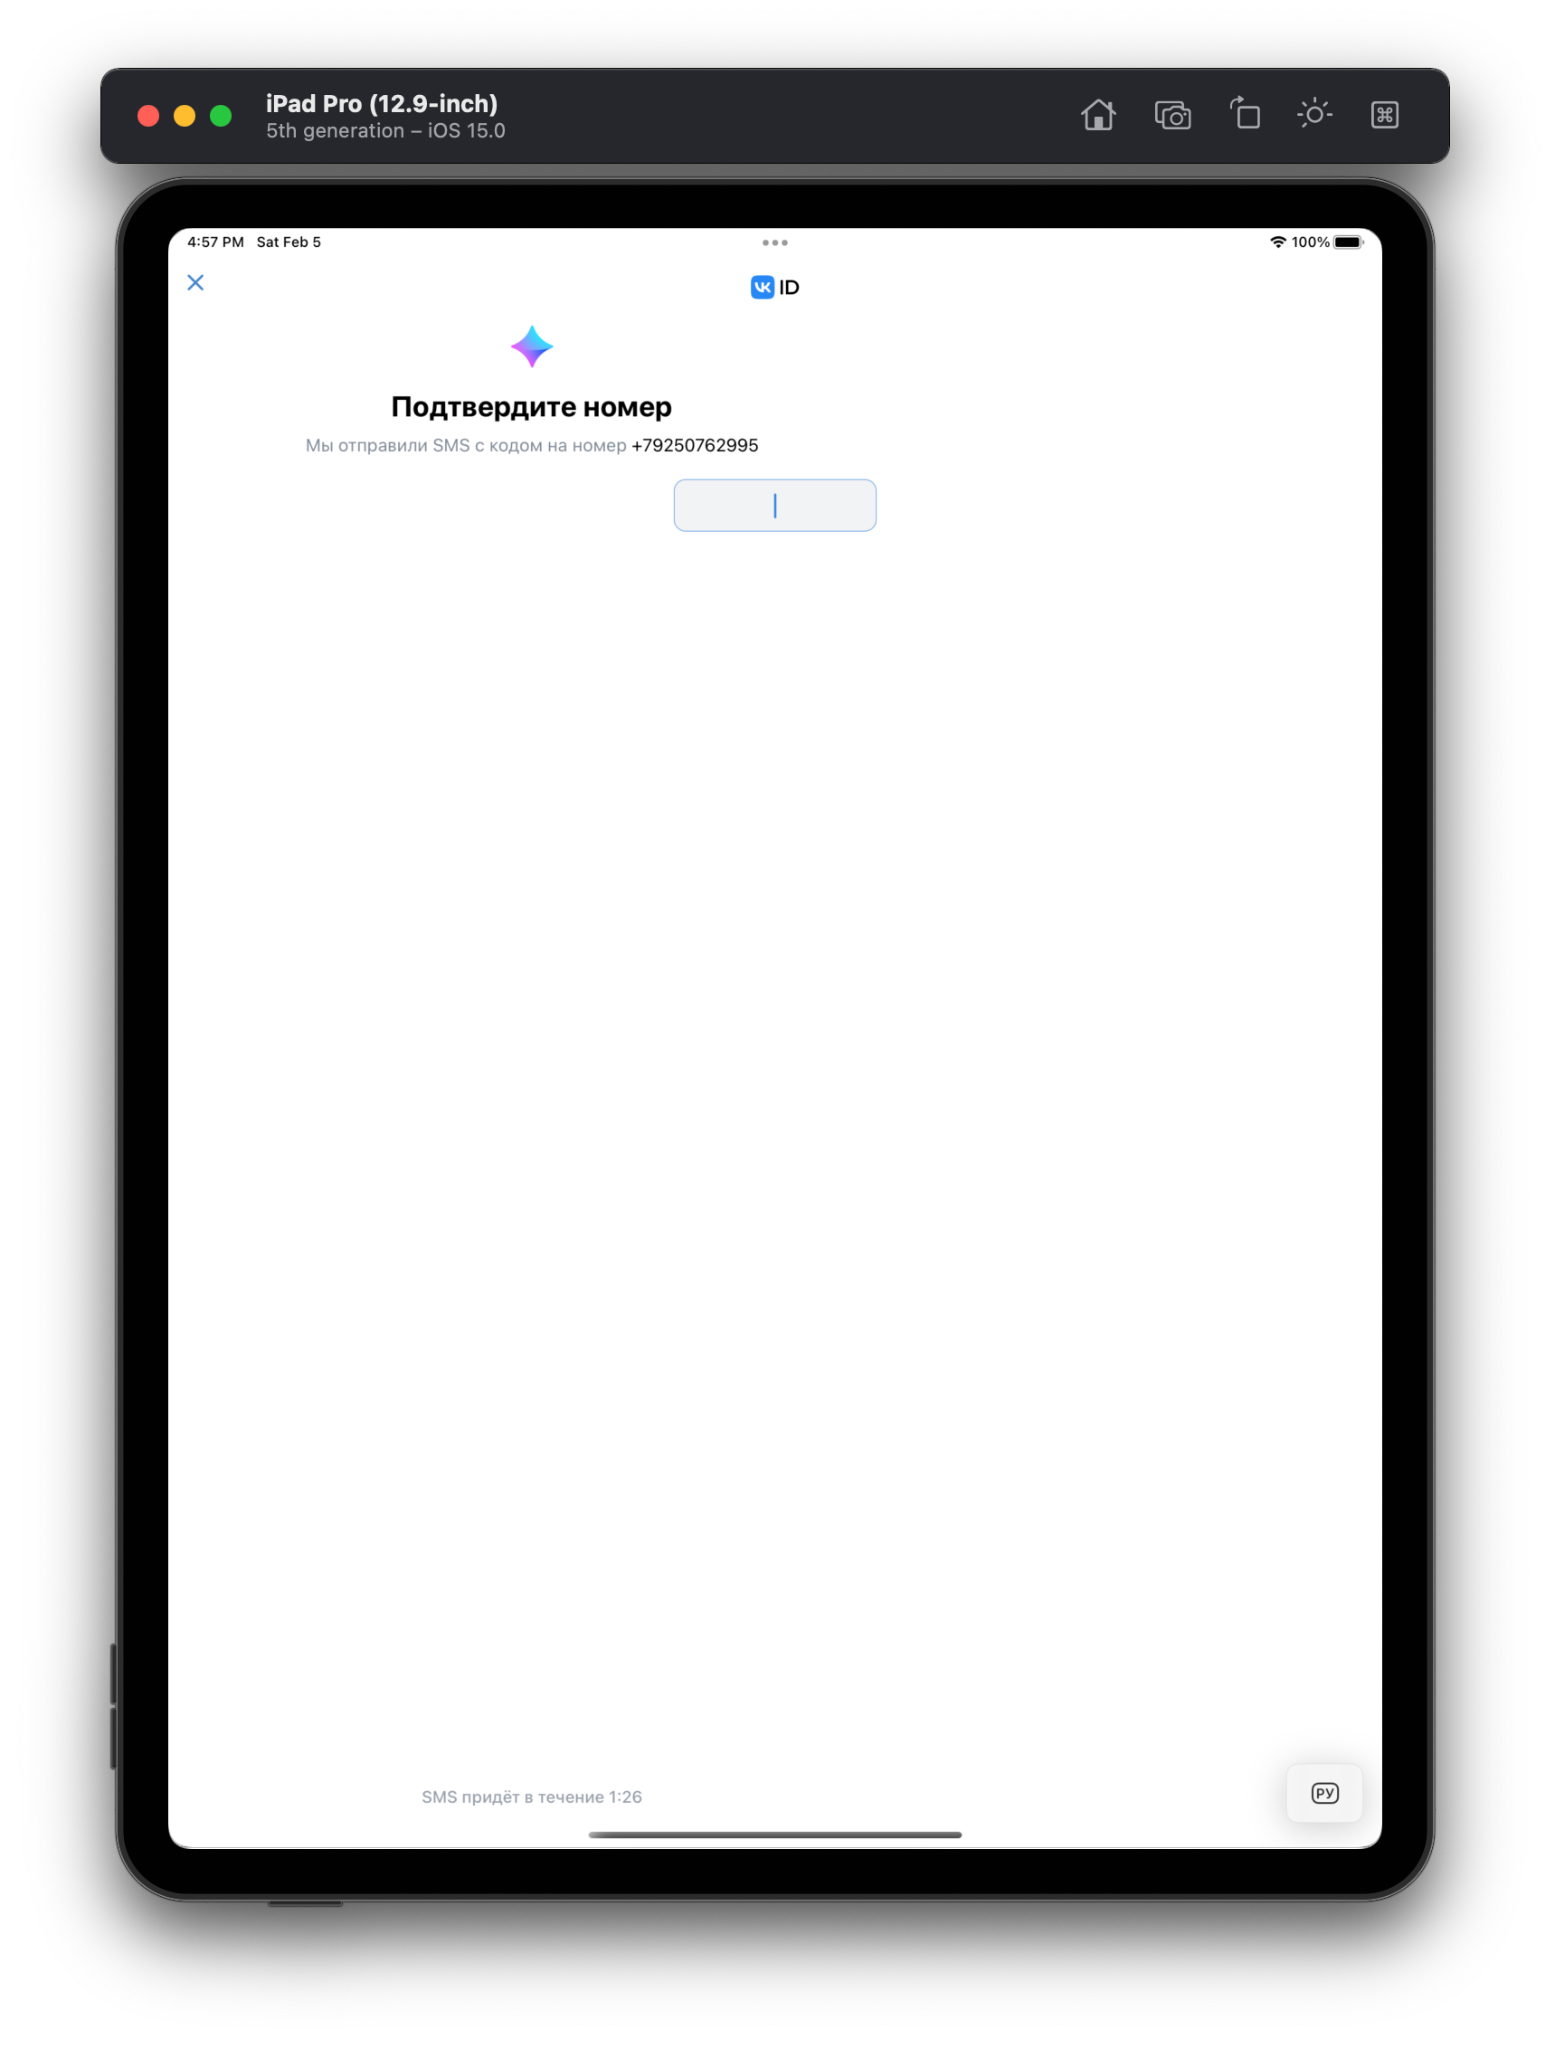 iPad Pro (12.9-inch)
5th generation – iOS 15.0
4:57 PM Sat Feb 5
100%
VK ID
Подтвердите номер
Мы отправили SMS с кодом на номер +79250762995
SMS придёт в течение 1:26
РУ